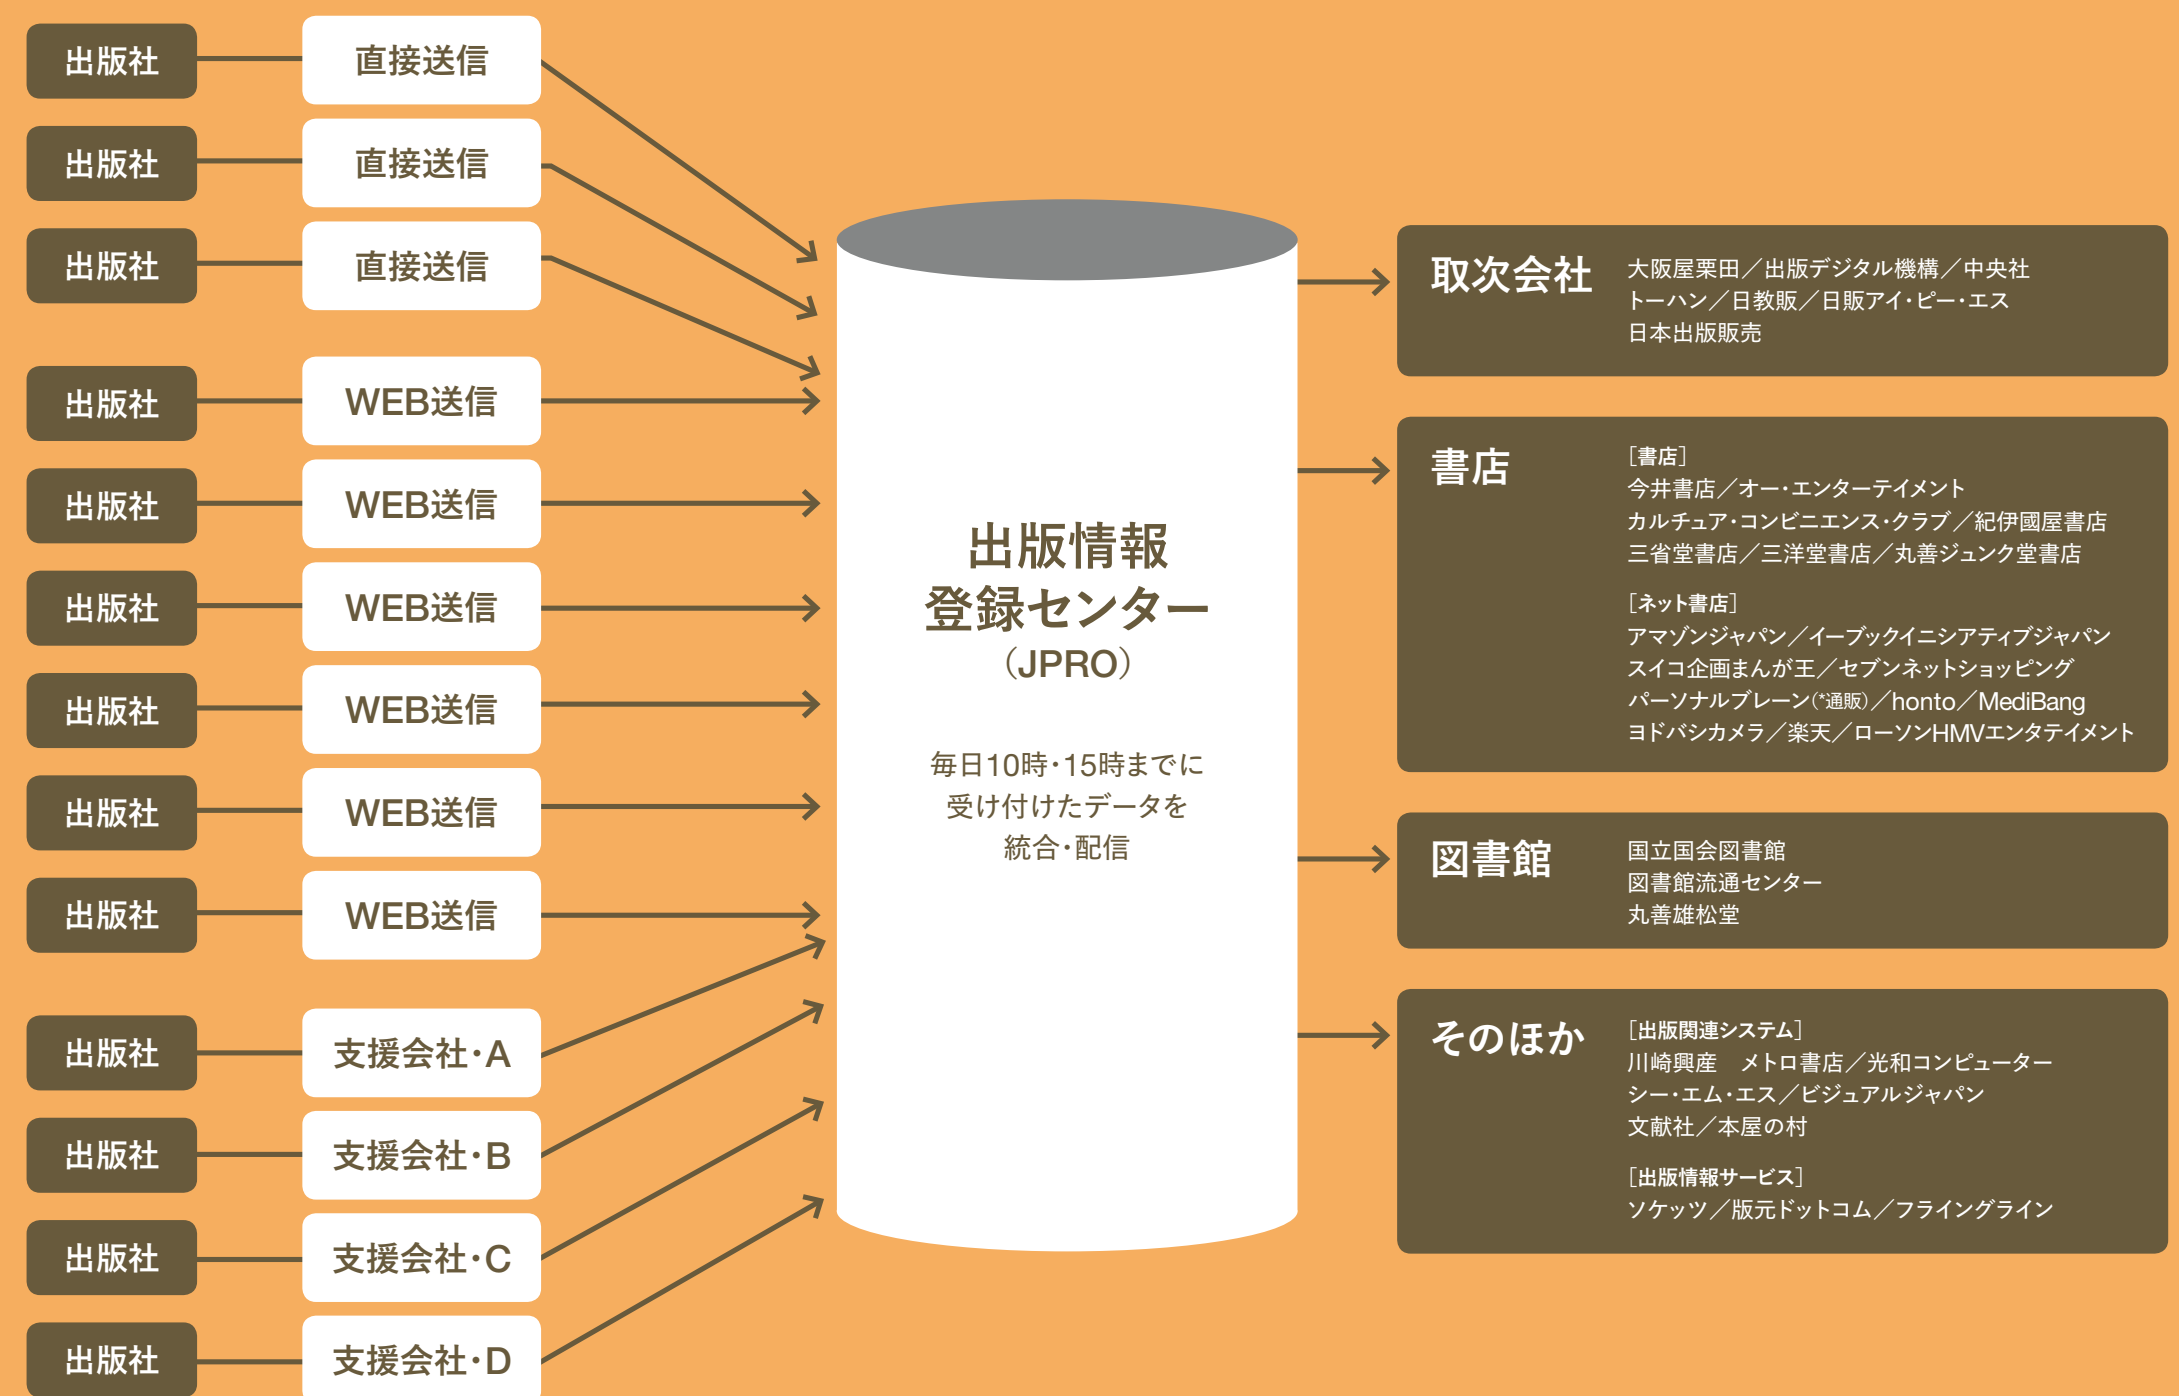 出版社
直接送信
出版社
直接送信
出版社
直接送信
出版社
WEB送信
出版社
WEB送信
出版社
WEB送信
出版社
WEB送信
出版社
WEB送信
出版社
WEB送信
出版社
支援会社・A
出版社
支援会社・B
出版社
支援会社・C
出版社
支援会社・D
出版情報
登録センター
（JPRO）
毎日10時・15時までに
受け付けたデータを
統合・配信
取次会社
大阪屋栗田／出版デジタル機構／中央社
トーハン／日教販／日販アイ・ピー・エス
日本出版販売
書店
［書店］
今井書店／オー・エンターテイメント
カルチュア・コンビニエンス・クラブ／紀伊國屋書店
三省堂書店／三洋堂書店／丸善ジュンク堂書店
［ネット書店］
アマゾンジャパン／イーブックイニシアティブジャパン
スイコ企画まんが王／セブンネットショッピング
パーソナルブレーン（*通販）／honto／MediBang
ヨドバシカメラ／楽天／ローソンHMVエンタテイメント
図書館
国立国会図書館
図書館流通センター
丸善雄松堂
そのほか
［出版関連システム］
川崎興産　メトロ書店／光和コンピューター
シー・エム・エス／ビジュアルジャパン
文献社／本屋の村
［出版情報サービス］
ソケッツ／版元ドットコム／フライングライン